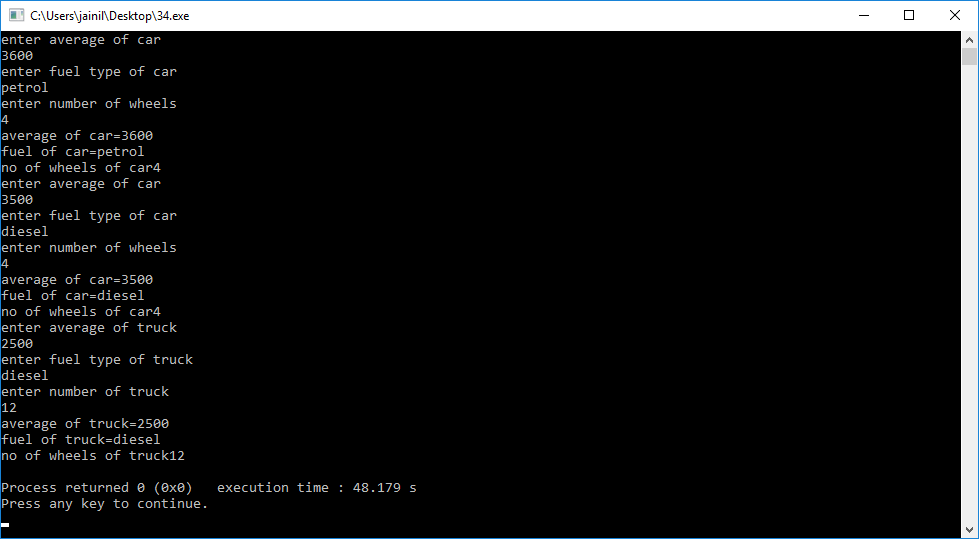 C:\Users\jainil\Desktop\34.exe
enter average of car
3600
enter fuel type of car
petrol
enter number of wheels
4
average of car=3600
fuel of car=petrol
no of wheels of car4
enter average of car
3500
enter fuel type of car
diesel
enter number of wheels
4
average of car=3500
fuel of car=diesel
no of wheels of car4
enter average of truck
2500
enter fuel type of truck
diesel
enter number of truck
12
average of truck=2500
fuel of truck=diesel
no of wheels of truck12
Process returned 0 (0x0)   execution time : 48.179 s
Press any key to continue.